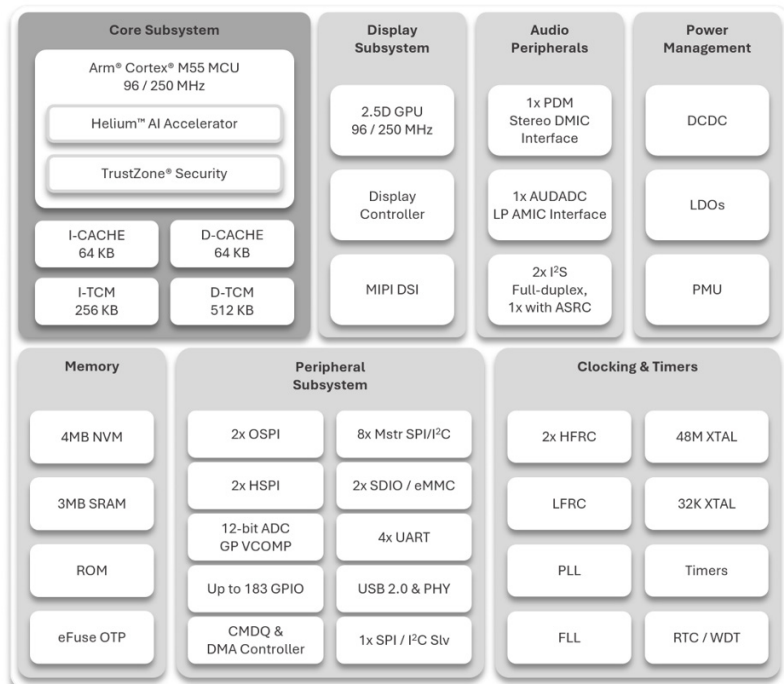 Core Subsystem
Arm® Cortex® M55 MCU
96 / 250 MHz
Helium™ AI Accelerator
TrustZone® Security
I-CACHE
64 KB
D-CACHE
64 KB
I-TCM
256 KB
D-TCM
512 KB
Display
Subsystem
2.5D GPU
96 / 250 MHz
Display
Controller
MIPI DSI
Audio
Peripherals
1x PDM
Stereo DMIC
Interface
1x AUDADC
LP AMIC Interface
2x I²S
Full-duplex,
1x with ASRC
Power
Management
DCDC
LDOs
PMU
Memory
4MB NVM
3MB SRAM
ROM
eFuse OTP
Peripheral
Subsystem
2x OSPI
8x Mstr SPI/I²C
2x HSPI
2x SDIO / eMMC
12-bit ADC
GP VCOMP
4x UART
Up to 183 GPIO
USB 2.0 & PHY
CMDQ &
DMA Controller
1x SPI / I²C Slv
Clocking & Timers
2x HFRC
48M XTAL
LFRC
32K XTAL
PLL
Timers
FLL
RTC / WDT